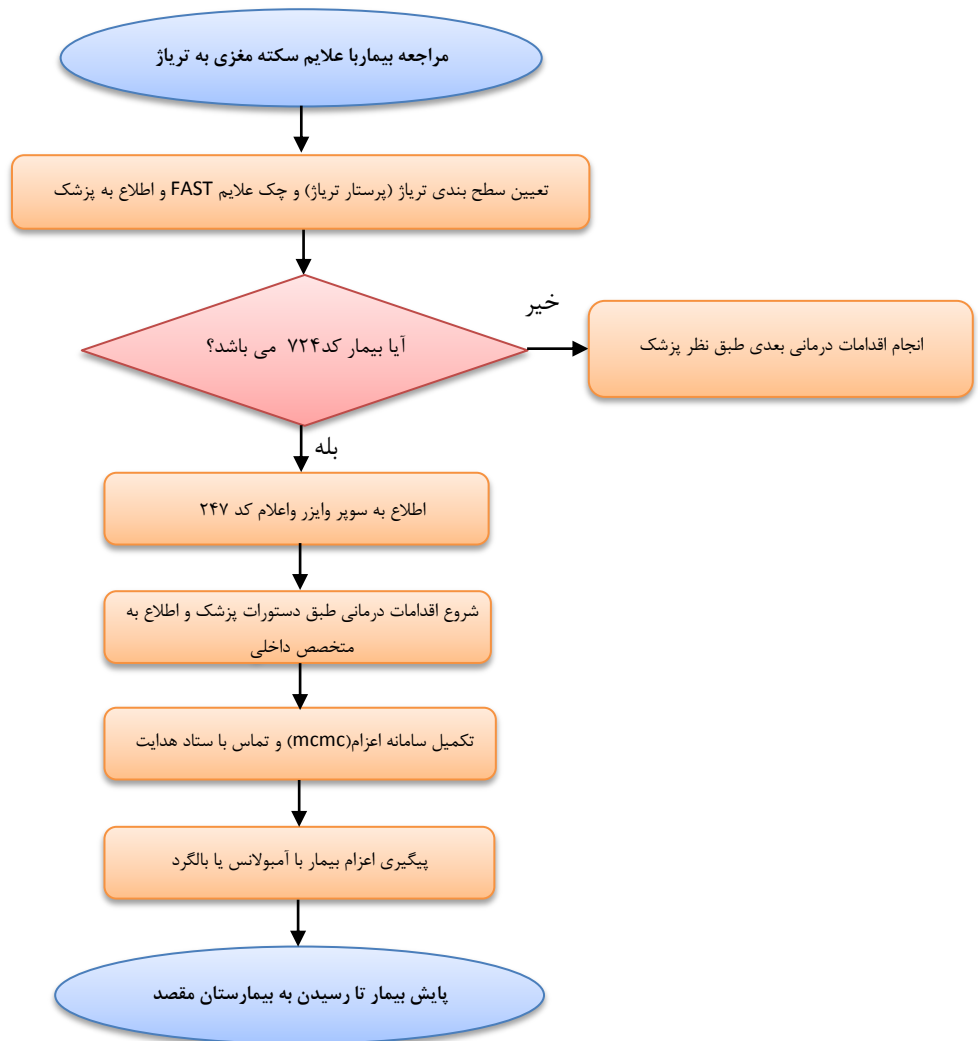 مراجعه بیماربا علایم سکته مغزی به تریاژ
تعیین سطح بندی تریاژ (پرستار تریاژ) و چک علایم FAST و اطلاع به پزشک
آیا بیمار کد۷۲۴ می باشد؟
خیر
انجام اقدامات درمانی بعدی طبق نظر پزشک
بله
اطلاع به سوپر وایزر واعلام کد ۲۴۷
شروع اقدامات درمانی طبق دستورات پزشک و اطلاع به
متخصص داخلی
تکمیل سامانه اعزام(mcmc) و تماس با ستاد هدایت
پیگیری اعزام بیمار با آمبولانس یا بالگرد
پایش بیمار تا رسیدن به بیمارستان مقصد